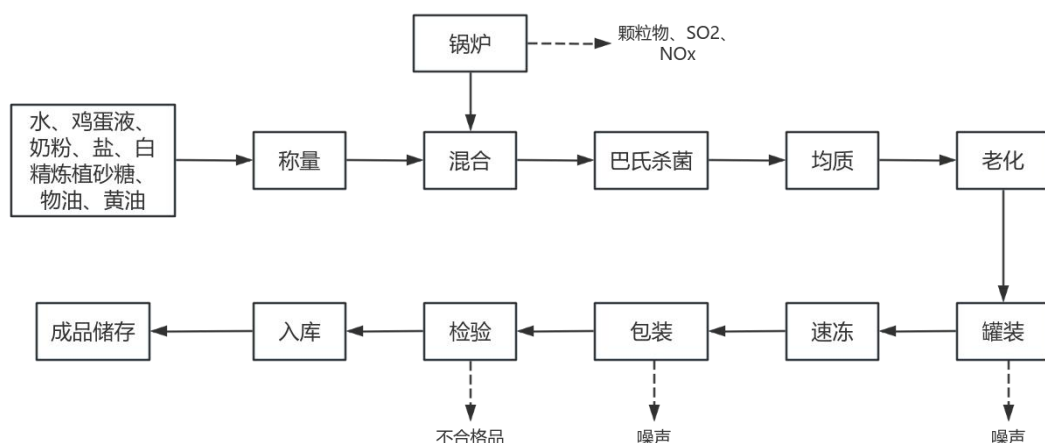 锅炉
颗粒物、SO2、
NOx
水、鸡蛋液、
奶粉、盐、白
精炼植砂糖、
物油、黄油
称量
混合
巴氏杀菌
均质
老化
成品储存
入库
检验
包装
速冻
罐装
不合格品
噪声
噪声